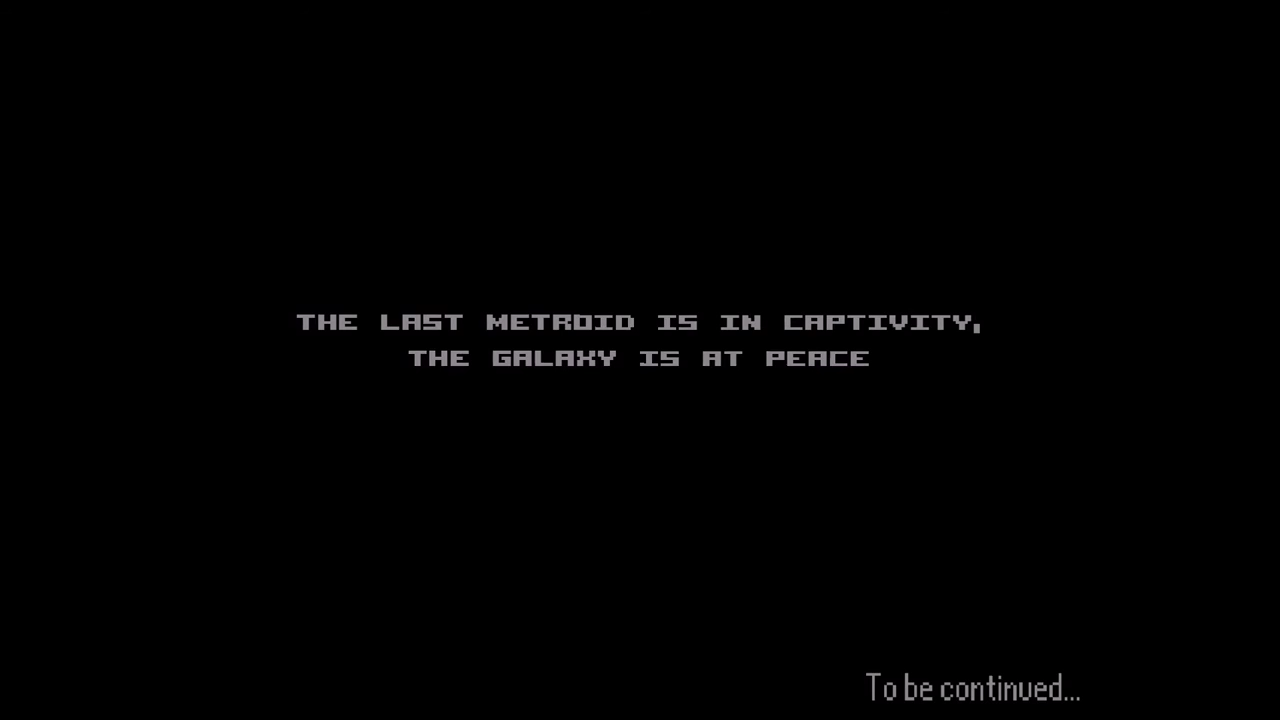 THE LAST METROID IS IN CAPTIVITY,
THE GALAXY IS AT PEACE
To be continued...